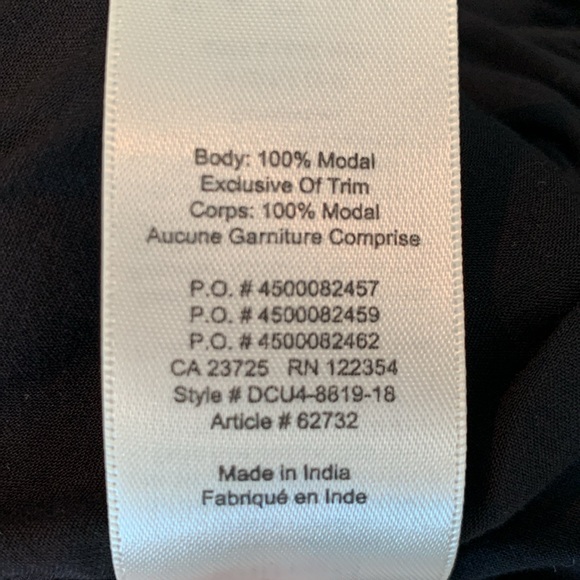 Body: 100% Modal
Exclusive Of Trim
Corps: 100% Modal
Aucune Garniture Comprise
P.O. # 4500082457
P.O. # 4500082459
P.O. # 4500082462
CA 23725 RN 122354
Style # DCU4-8819-18
Article # 62732
Made in India
Fabriqué en Inde